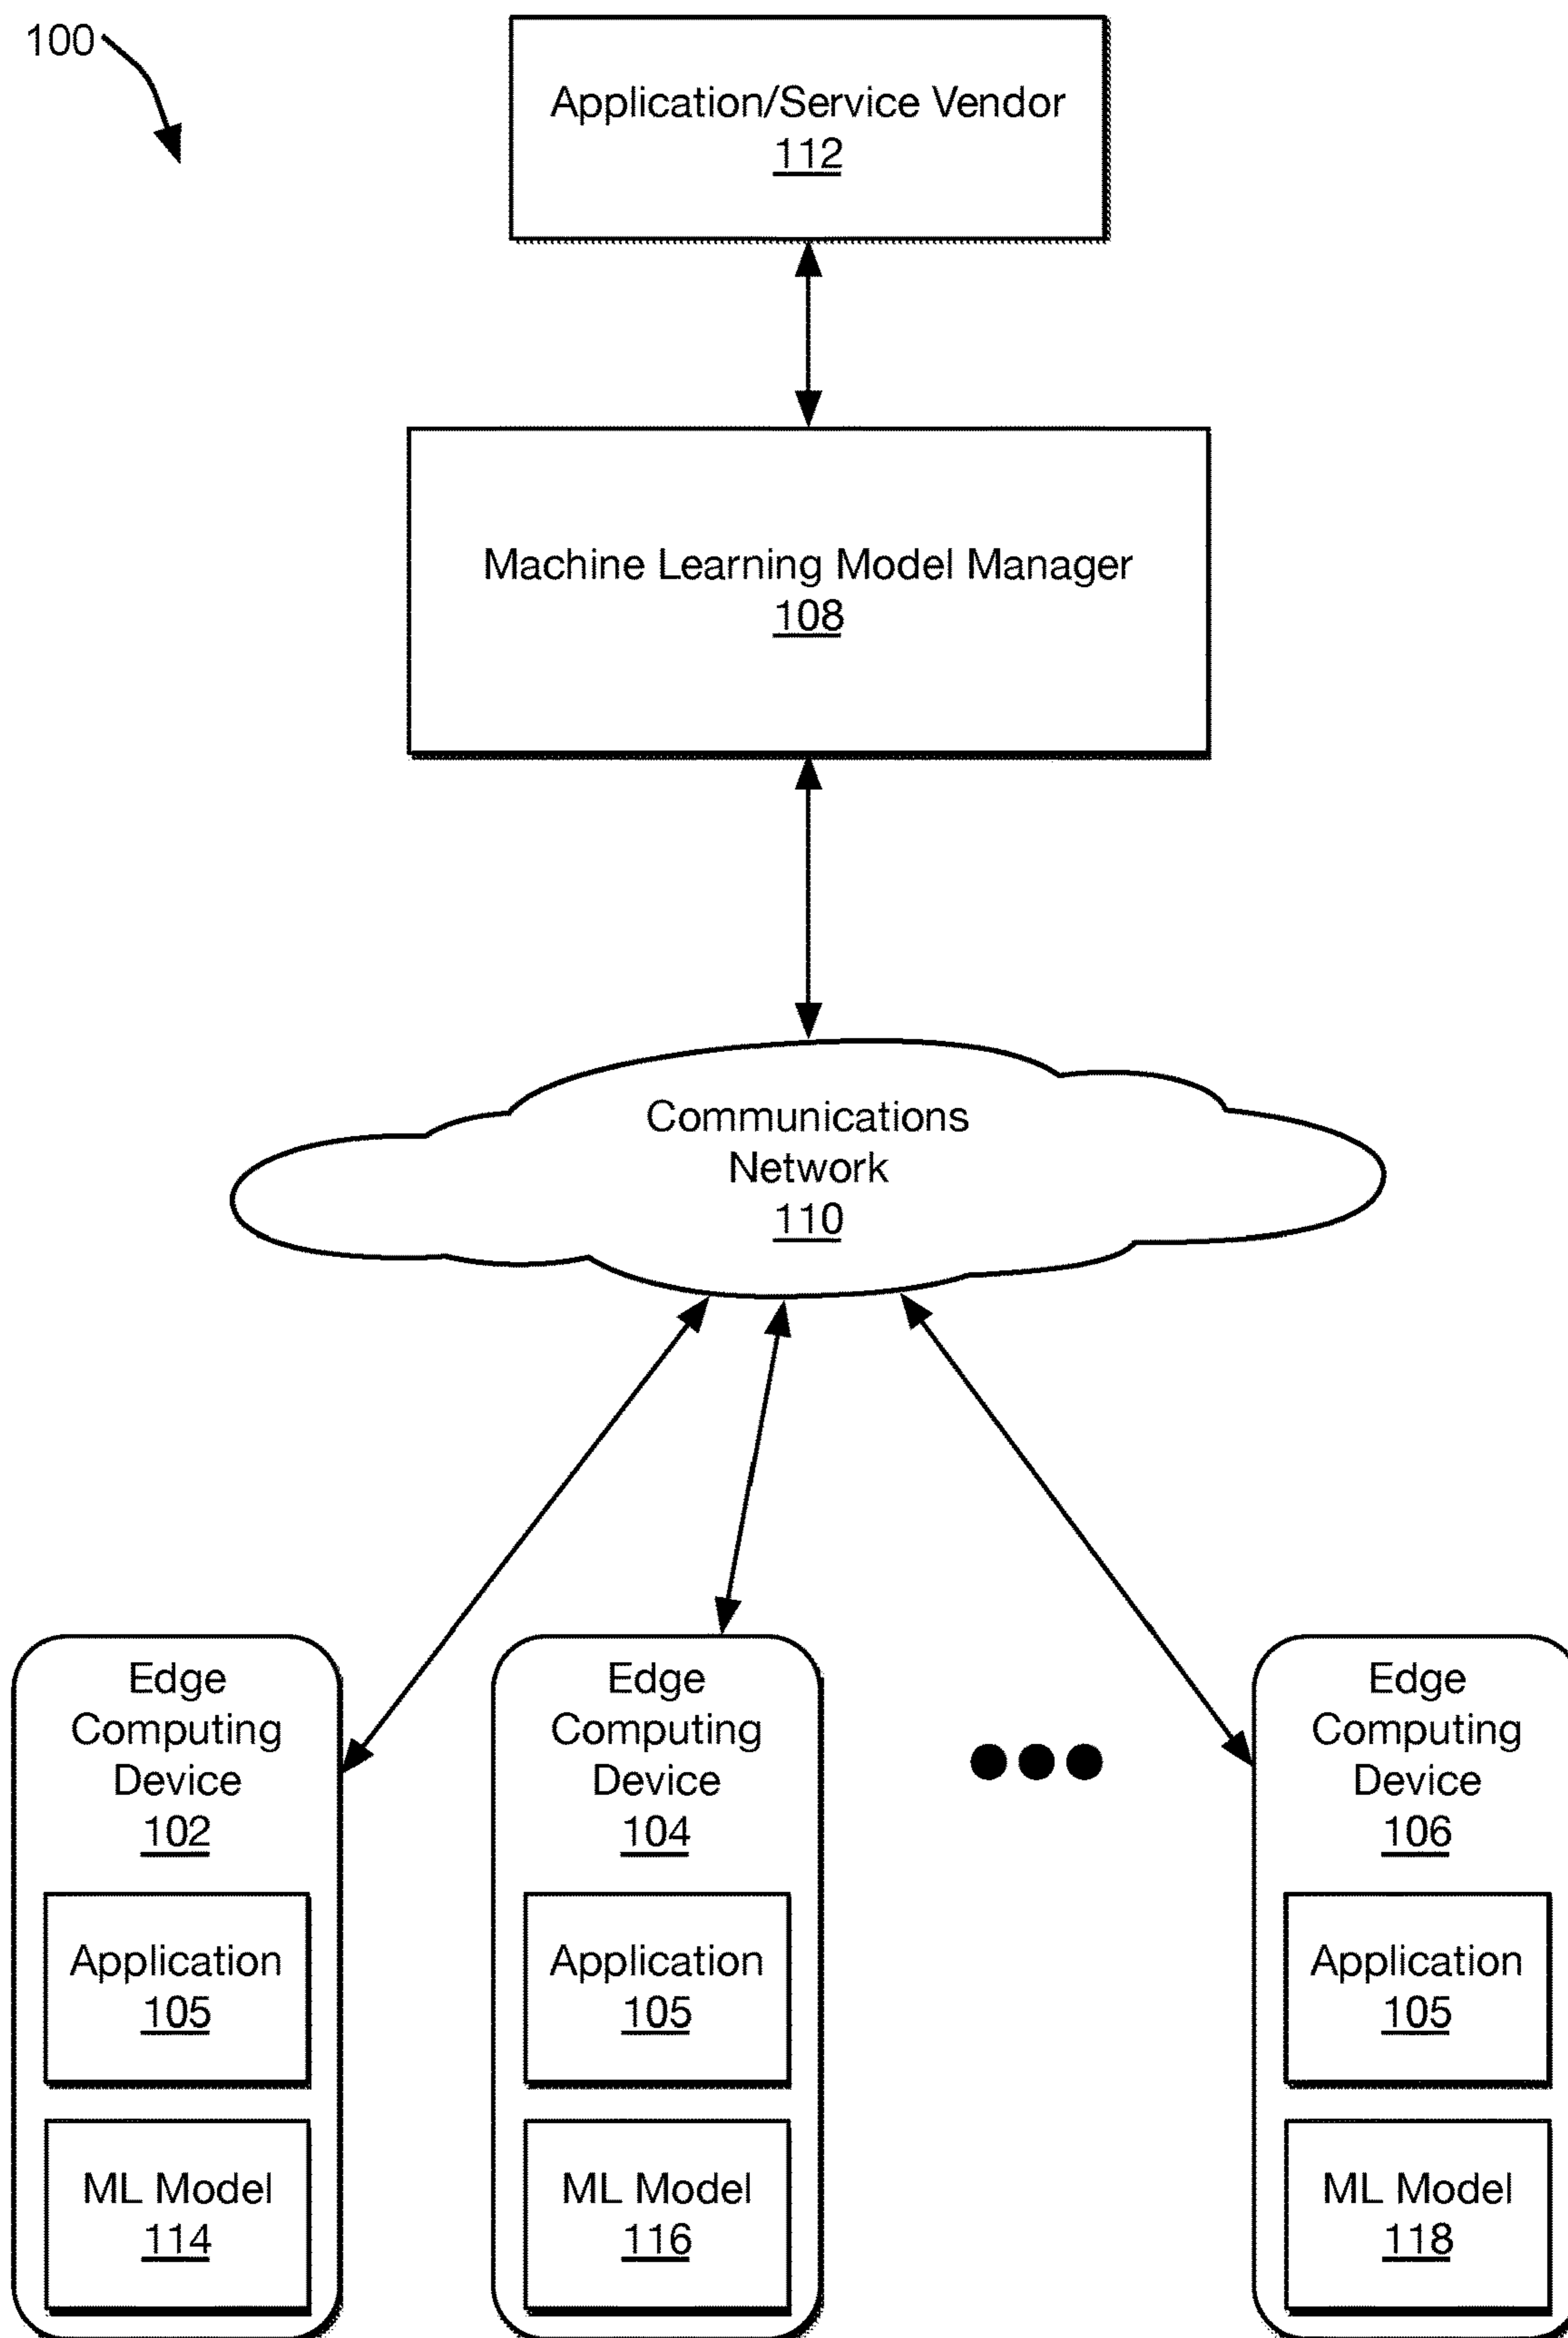 100
Application/Service Vendor
112
Machine Learning Model Manager
108
Communications
Network
110
Edge
Computing
Device
102
Application
105
ML Model
114
Edge
Computing
Device
104
Application
105
ML Model
116
Edge
Computing
Device
106
Application
105
ML Model
118